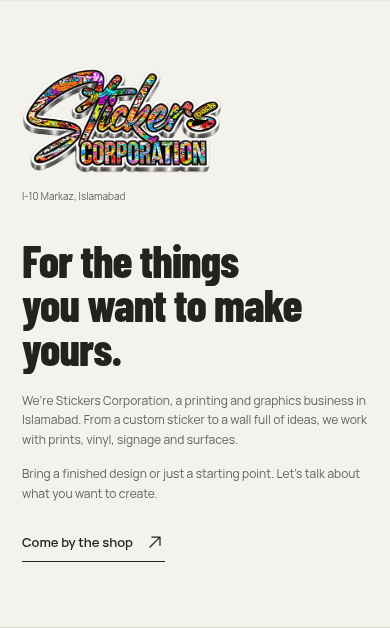 Stickers
CORPORATION
I-10 Markaz, Islamabad
For the things
you want to make
yours.
We're Stickers Corporation, a printing and graphics business in
Islamabad. From a custom sticker to a wall full of ideas, we work
with prints, vinyl, signage and surfaces.
Bring a finished design or just a starting point. Let's talk about
what you want to create.
Come by the shop